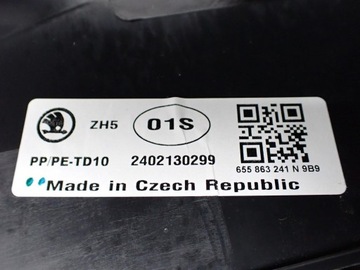 ZH5 01S
PP/PE-TD10 2402130299
655 863 241 N 9B9
Made in Czech Republic